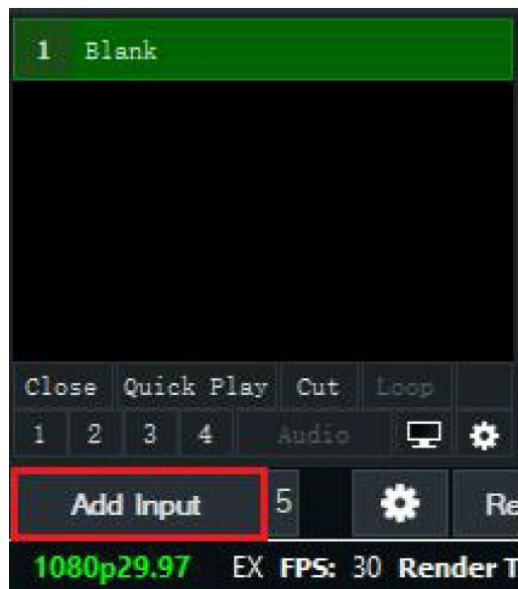 1 Blank
Close Quick Play Cut Loop
1 2 3 4 Audio
Add Input 5 Re
1080p29.97 EX FPS: 30 Render T